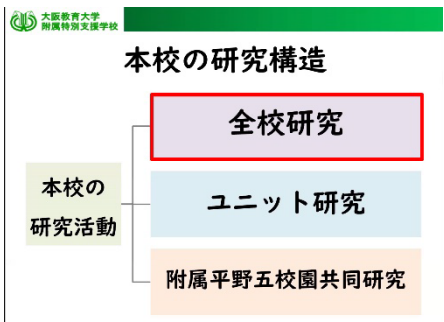 大阪教育大学
附属特別支援学校
本校の研究構造
全校研究
本校の
研究活動
ユニット研究
附属平野五校園共同研究